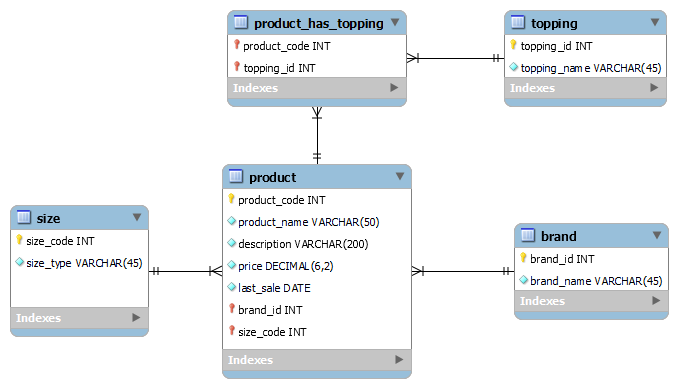 product_has_topping
product_code INT
topping_id INT
Indexes
topping
topping_id INT
topping_name VARCHAR(45)
Indexes
product
product_code INT
product_name VARCHAR(50)
description VARCHAR(200)
price DECIMAL(6,2)
last_sale DATE
brand_id INT
size_code INT
Indexes
size
size_code INT
size_type VARCHAR(45)
Indexes
brand
brand_id INT
brand_name VARCHAR(45)
Indexes